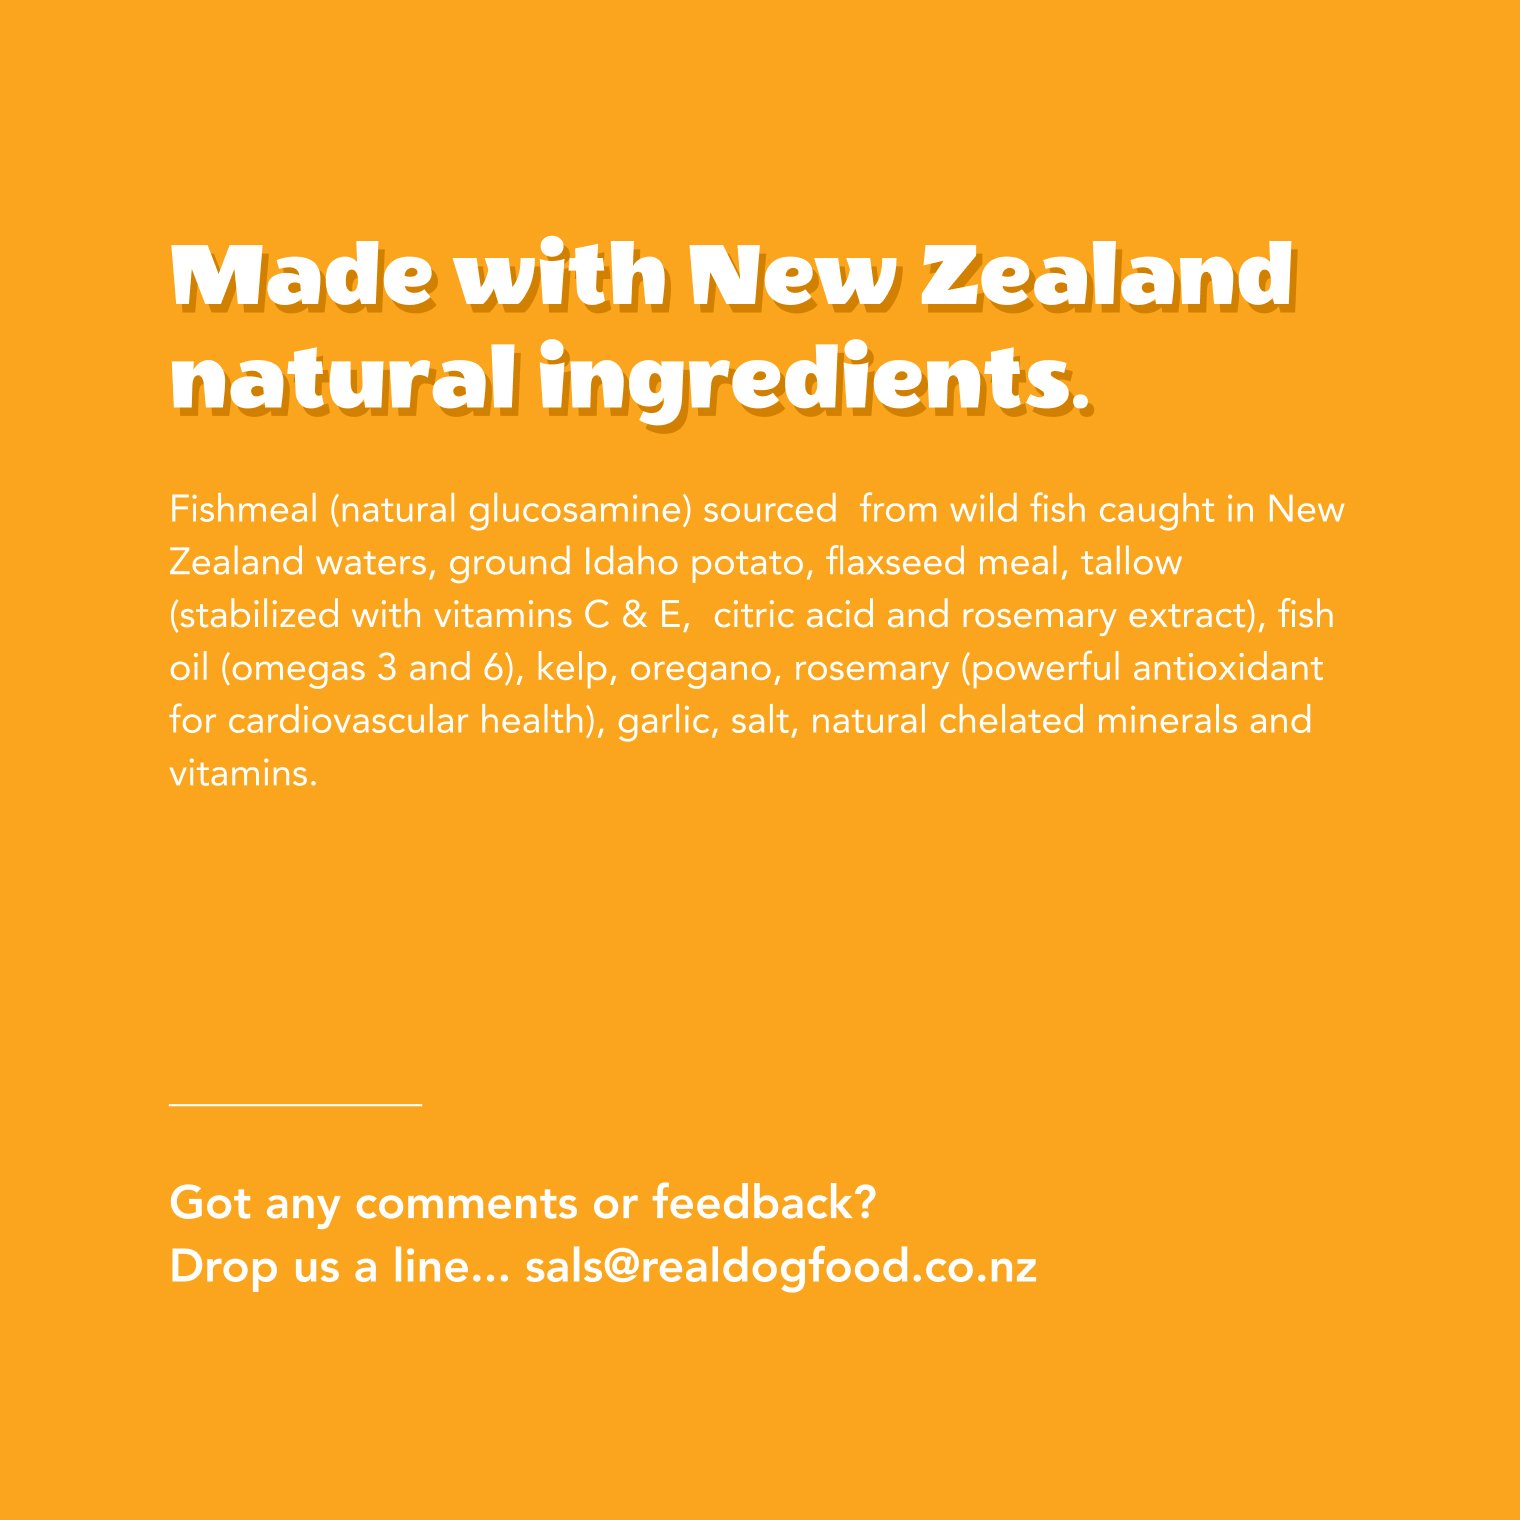 Made with New Zealand
natural ingredients.
Fishmeal (natural glucosamine) sourced  from wild fish caught in New
Zealand waters, ground Idaho potato, flaxseed meal, tallow
(stabilized with vitamins C & E,  citric acid and rosemary extract), fish
oil (omegas 3 and 6), kelp, oregano, rosemary (powerful antioxidant
for cardiovascular health), garlic, salt, natural chelated minerals and
vitamins.
Got any comments or feedback?
Drop us a line... sals@realdogfood.co.nz